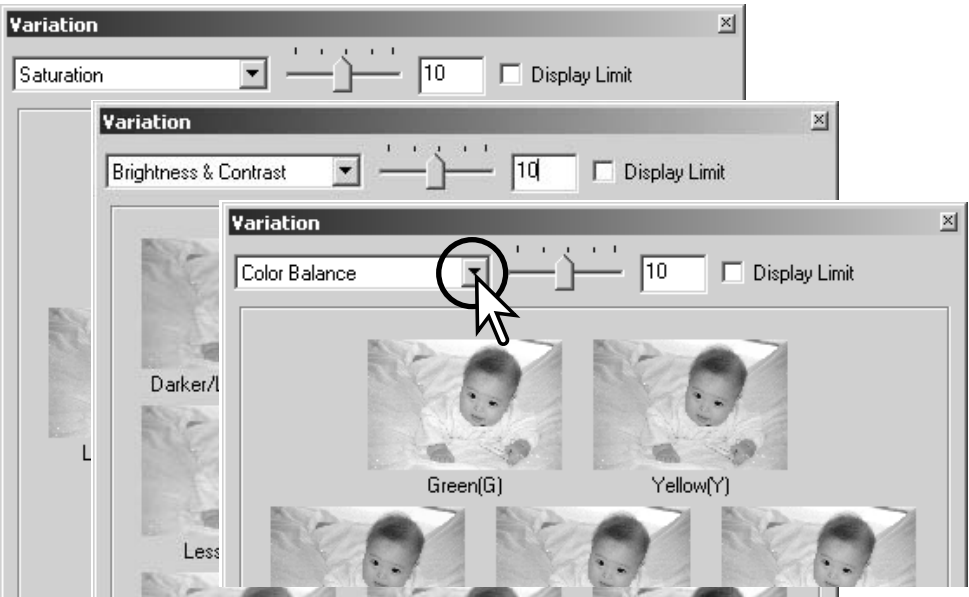 Variation
Saturation 10 Display Limit
Variation
Brightness & Contrast 10 Display Limit
Variation
Color Balance 10 Display Limit
Darker/L
Green(G) Yellow(Y)
L
Less